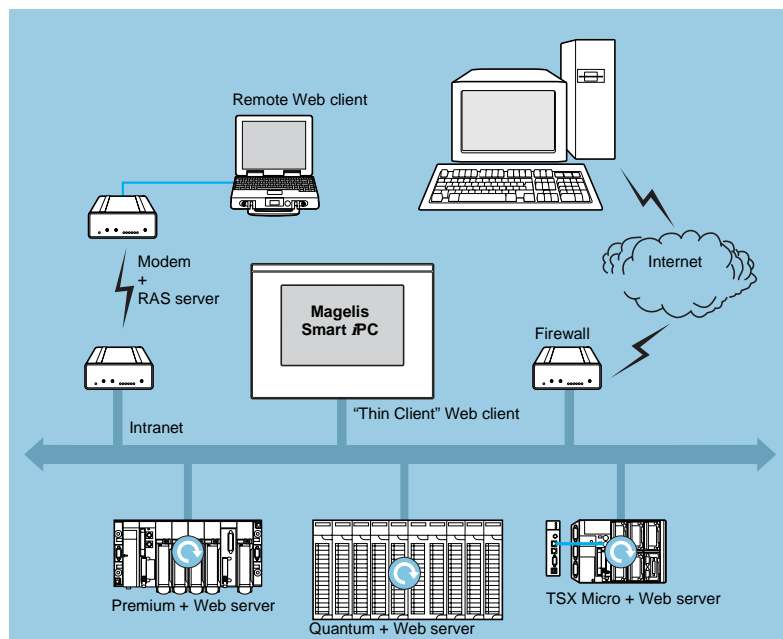 Remote Web client
Modem
+
RAS server
Internet
Magelis
Smart iPC
Firewall
"Thin Client" Web client
Intranet
Premium + Web server
Quantum + Web server
TSX Micro + Web server